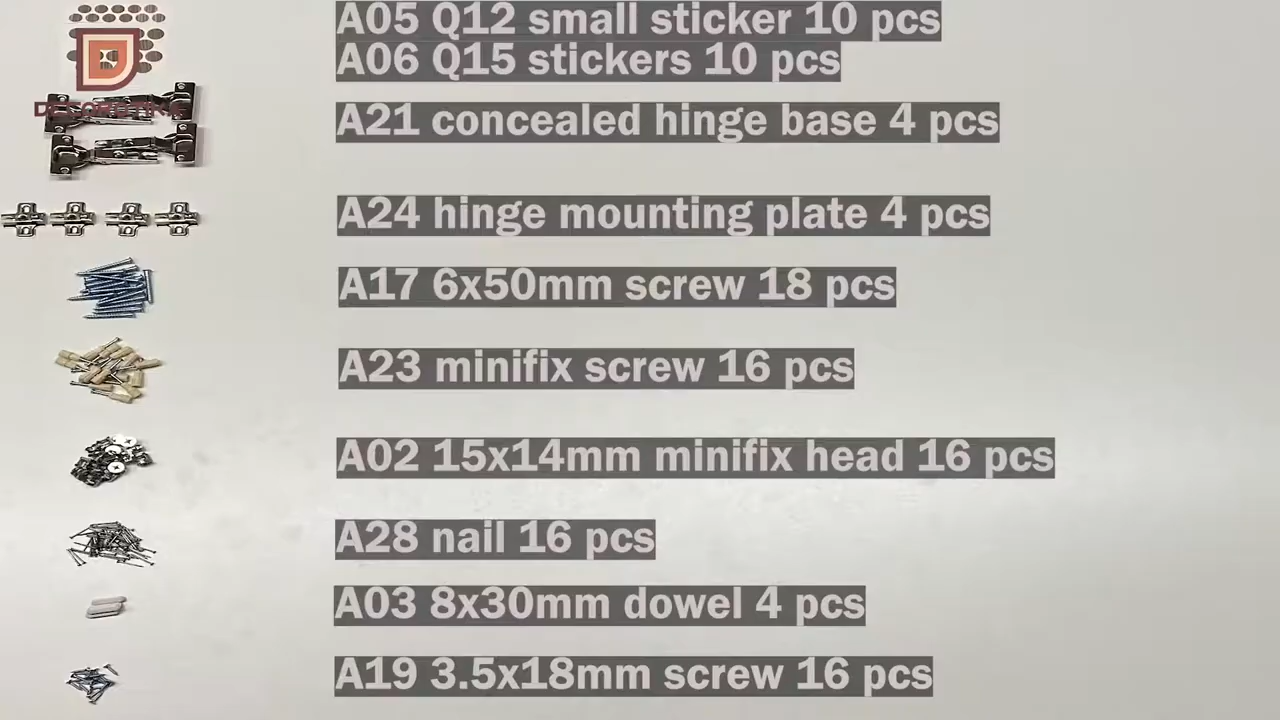 A05 Q12 small sticker 10 pcs
A06 Q15 stickers 10 pcs
DECOROTIKA
A21 concealed hinge base 4 pcs
A24 hinge mounting plate 4 pcs
A17 6x50mm screw 18 pcs
A23 minifix screw 16 pcs
A02 15x14mm minifix head 16 pcs
A28 nail 16 pcs
A03 8x30mm dowel 4 pcs
A19 3.5x18mm screw 16 pcs